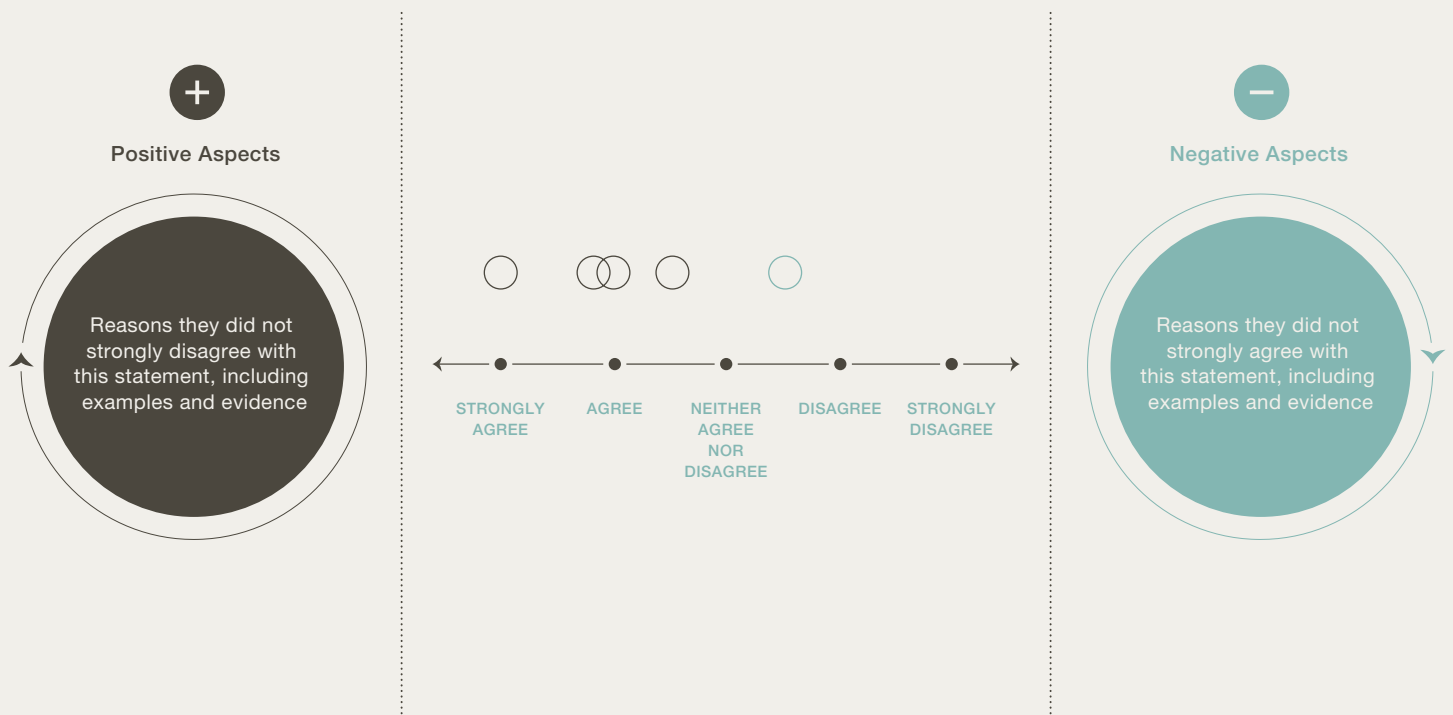 Positive Aspects
Reasons they did not
strongly disagree with
this statement, including
examples and evidence
STRONGLY
AGREE
AGREE
NEITHER
AGREE
NOR
DISAGREE
DISAGREE
STRONGLY
DISAGREE
Negative Aspects
Reasons they did not
strongly agree with
this statement, including
examples and evidence